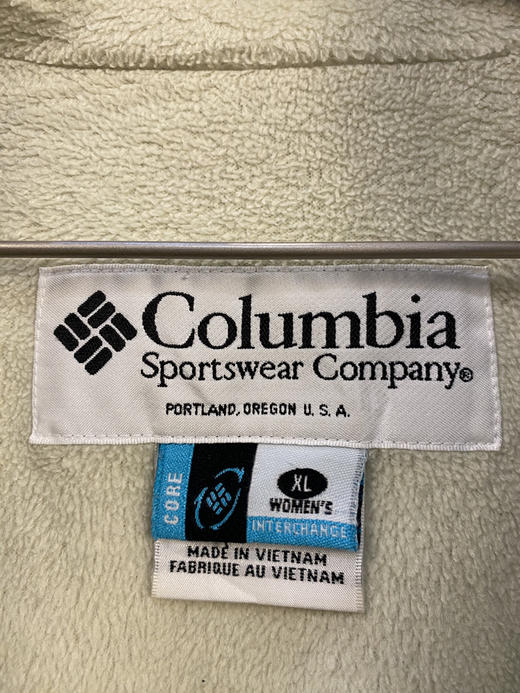 Columbia
Sportswear Company®
PORTLAND, OREGON U.S.A.
CORE
XL
WOMEN'S
INTERCHANGE
MADE IN VIETNAM
FABRIQUE AU VIETNAM